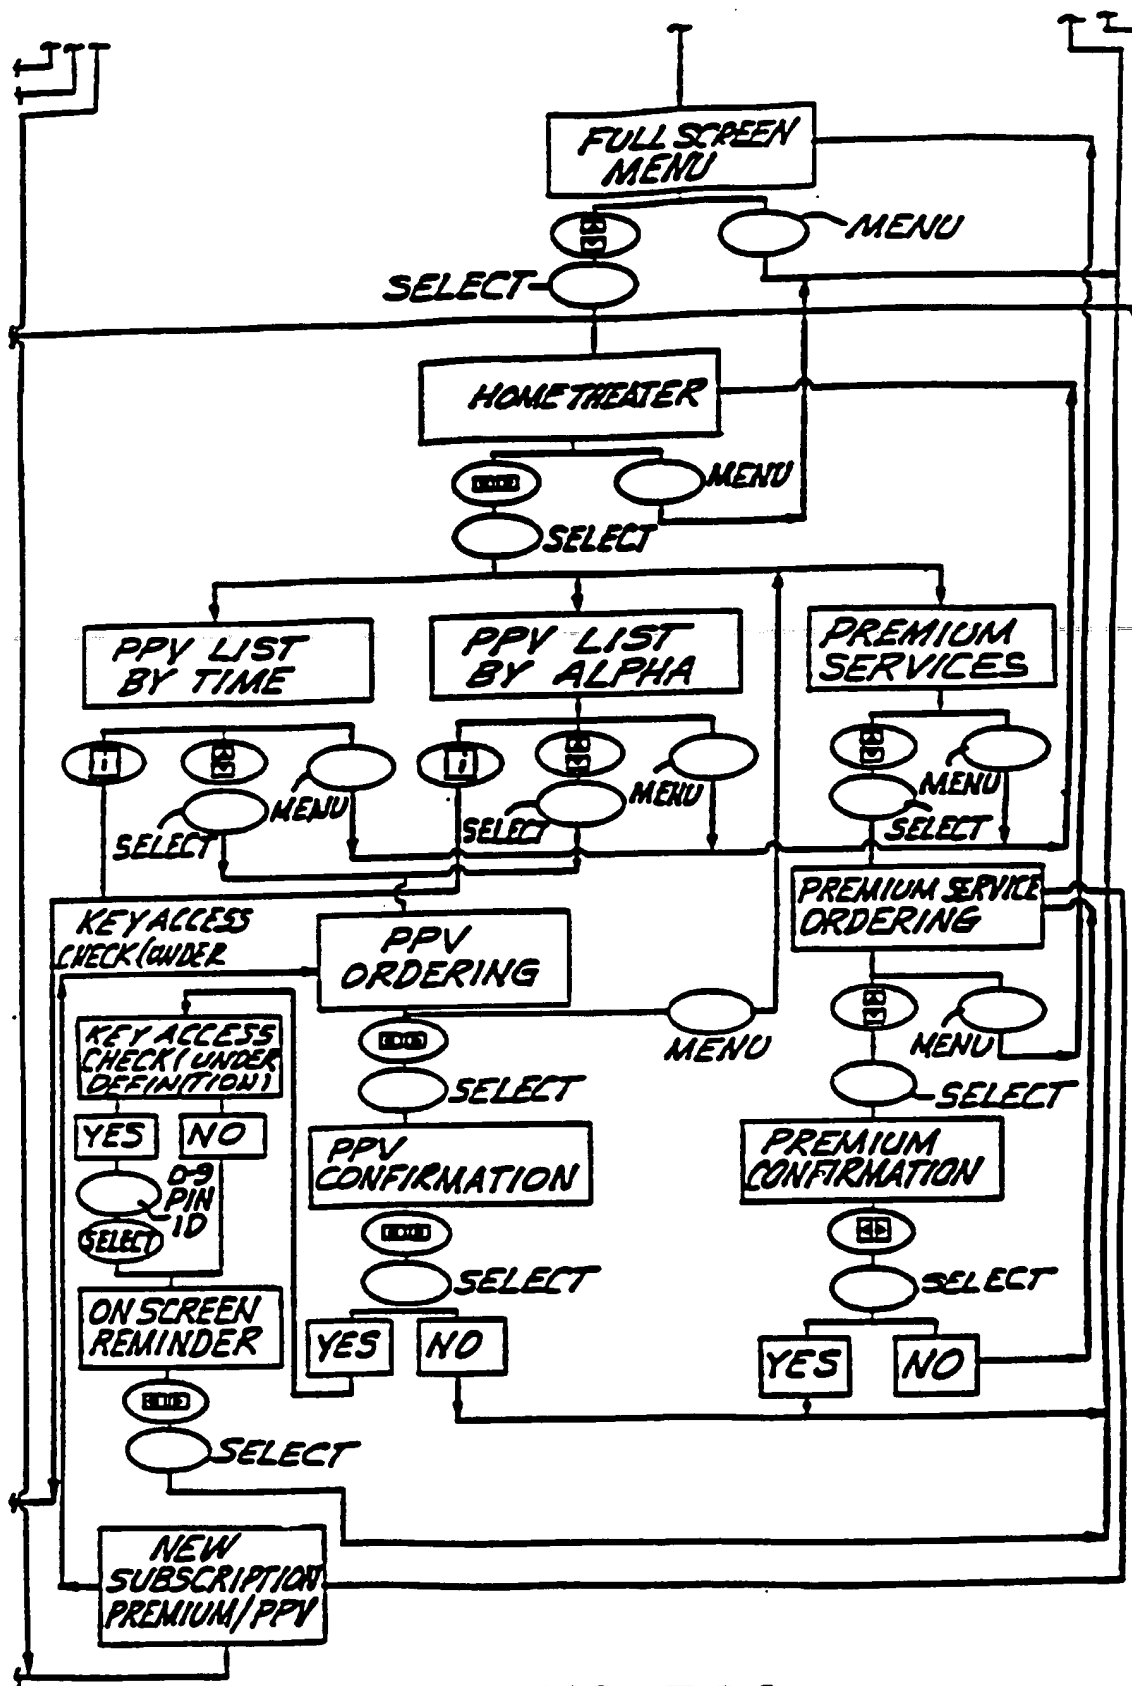 FULL SCREEN
MENU
MENU
SELECT
HOME THEATER
MENU
SELECT
PPV LIST
BY TIME
PPV LIST
BY ALPHA
PREMIUM
SERVICES
i
MENU
SELECT
i
MENU
SELECT
MENU
SELECT
KEY ACCESS
CHECK (UNDER
PPV
ORDERING
PREMIUM SERVICE
ORDERING
MENU
MENU
KEY ACCESS
CHECK (UNDER
DEFINITION)
SELECT
SELECT
YES
NO
PPV
CONFIRMATION
PREMIUM
CONFIRMATION
0-9
PIN
ID
SELECT
SELECT
SELECT
ON SCREEN
REMINDER
YES
NO
YES
NO
SELECT
NEW
SUBSCRIPTION
PREMIUM/PPV